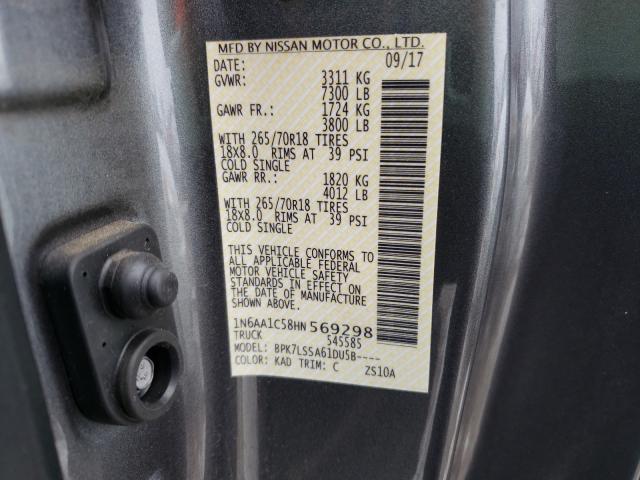 MFD BY NISSAN MOTOR CO., LTD.
DATE: 09/17
GVWR: 3311 KG
7300 LB
GAWR FR.: 1724 KG
3800 LB
WITH 265/70R18 TIRES
18X8.0 RIMS AT 39 PSI
COLD SINGLE
GAWR RR.: 1820 KG
4012 LB
WITH 265/70R18 TIRES
18X8.0 RIMS AT 39 PSI
COLD SINGLE
THIS VEHICLE CONFORMS TO
ALL APPLICABLE FEDERAL
MOTOR VEHICLE SAFETY
STANDARDS IN EFFECT ON
THE DATE OF MANUFACTURE
SHOWN ABOVE.
1N6AA1C58HN569298
TRUCK 545585
MODEL: BPK7LSSA61DU5B----
COLOR: KAD TRIM: C ZS10A